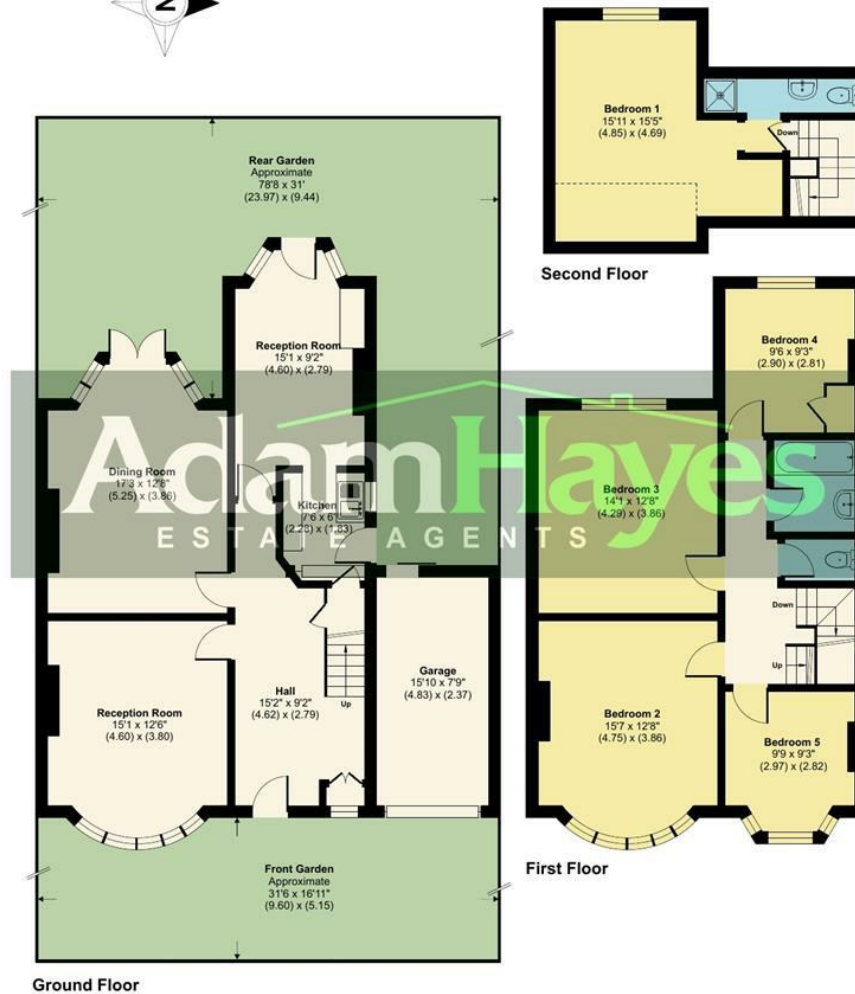 N
Rear Garden
Approximate
78'8 x 31'
(23.97) x (9.44)
Reception Room
15'1 x 9'2"
(4.60) x (2.79)
Dining Room
17'3 x 12'8"
(5.25) x (3.86)
Kitchen
7'6 x 6'
(2.28) x (1.83)
Reception Room
15'1 x 12'6"
(4.60) x (3.80)
Hall
15'2" x 9'2"
(4.62) x (2.79)
Up
Garage
15'10 x 7'9"
(4.83) x (2.37)
Front Garden
Approximate
31'6 x 16'11"
(9.60) x (5.15)
Ground Floor
Bedroom 1
15'11 x 15'5"
(4.85) x (4.69)
Down
Second Floor
Bedroom 4
9'6 x 9'3"
(2.90) x (2.81)
Bedroom 3
14'1 x 12'8"
(4.29) x (3.86)
Down
Up
Bedroom 2
15'7 x 12'8"
(4.75) x (3.86)
Bedroom 5
9'9 x 9'3"
(2.97) x (2.82)
First Floor
AdamHayes
ESTATE AGENTS